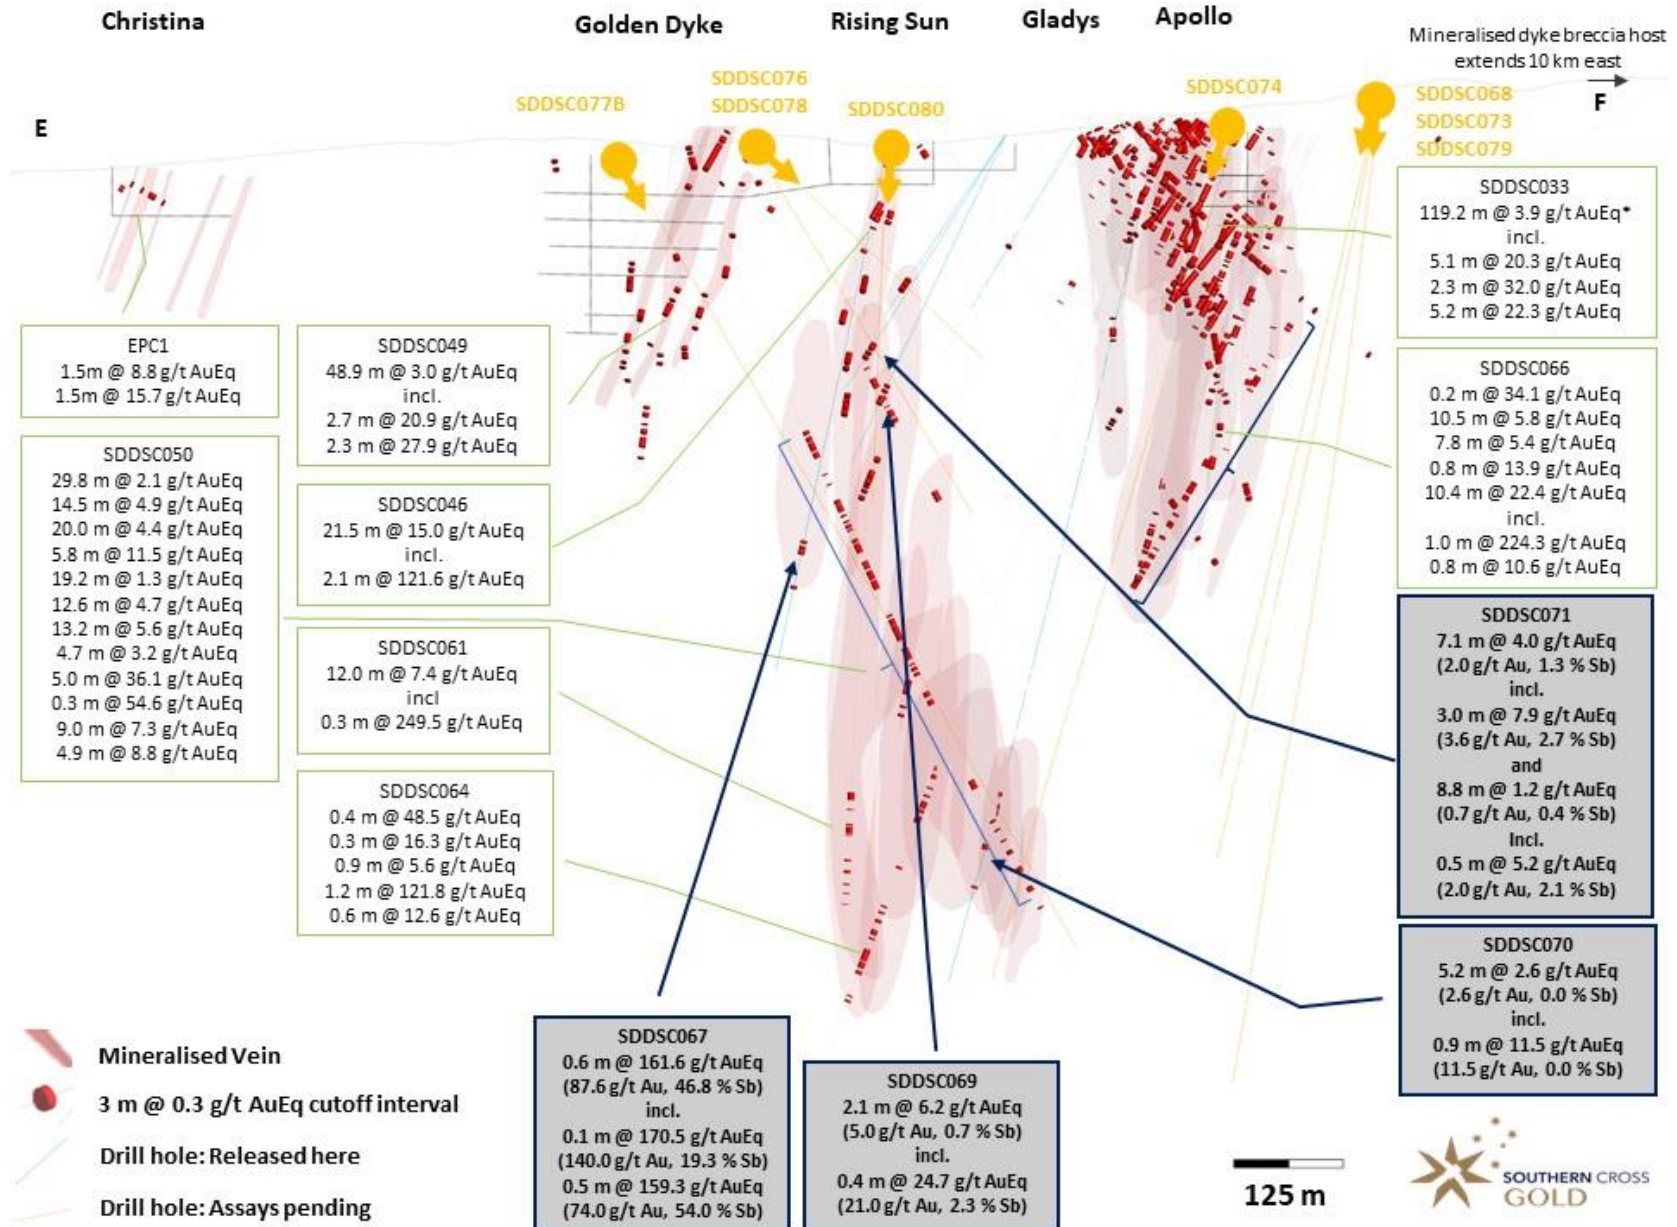 Christina
Golden Dyke
Rising Sun
Gladys
Apollo
Mineralised dyke breccia host
extends 10 km east
E
F
SDDSC077B
SDDSC076
SDDSC078
SDDSC080
SDDSC074
SDDSC068
SDDSC073
SDDSC079
EPC1
1.5m @ 8.8 g/t AuEq
1.5m @ 15.7 g/t AuEq
SDDSC050
29.8 m @ 2.1 g/t AuEq
14.5 m @ 4.9 g/t AuEq
20.0 m @ 4.4 g/t AuEq
5.8 m @ 11.5 g/t AuEq
19.2 m @ 1.3 g/t AuEq
12.6 m @ 4.7 g/t AuEq
13.2 m @ 5.6 g/t AuEq
4.7 m @ 3.2 g/t AuEq
5.0 m @ 36.1 g/t AuEq
0.3 m @ 54.6 g/t AuEq
9.0 m @ 7.3 g/t AuEq
4.9 m @ 8.8 g/t AuEq
SDDSC049
48.9 m @ 3.0 g/t AuEq
incl.
2.7 m @ 20.9 g/t AuEq
2.3 m @ 27.9 g/t AuEq
SDDSC046
21.5 m @ 15.0 g/t AuEq
incl.
2.1 m @ 121.6 g/t AuEq
SDDSC061
12.0 m @ 7.4 g/t AuEq
incl
0.3 m @ 249.5 g/t AuEq
SDDSC064
0.4 m @ 48.5 g/t AuEq
0.3 m @ 16.3 g/t AuEq
0.9 m @ 5.6 g/t AuEq
1.2 m @ 121.8 g/t AuEq
0.6 m @ 12.6 g/t AuEq
SDDSC033
119.2 m @ 3.9 g/t AuEq*
incl.
5.1 m @ 20.3 g/t AuEq
2.3 m @ 32.0 g/t AuEq
5.2 m @ 22.3 g/t AuEq
SDDSC066
0.2 m @ 34.1 g/t AuEq
10.5 m @ 5.8 g/t AuEq
7.8 m @ 5.4 g/t AuEq
0.8 m @ 13.9 g/t AuEq
10.4 m @ 22.4 g/t AuEq
incl.
1.0 m @ 224.3 g/t AuEq
0.8 m @ 10.6 g/t AuEq
SDDSC071
7.1 m @ 4.0 g/t AuEq
(2.0 g/t Au, 1.3 % Sb)
incl.
3.0 m @ 7.9 g/t AuEq
(3.6 g/t Au, 2.7 % Sb)
and
8.8 m @ 1.2 g/t AuEq
(0.7 g/t Au, 0.4 % Sb)
Incl.
0.5 m @ 5.2 g/t AuEq
(2.0 g/t Au, 2.1 % Sb)
SDDSC070
5.2 m @ 2.6 g/t AuEq
(2.6 g/t Au, 0.0 % Sb)
incl.
0.9 m @ 11.5 g/t AuEq
(11.5 g/t Au, 0.0 % Sb)
SDDSC067
0.6 m @ 161.6 g/t AuEq
(87.6 g/t Au, 46.8 % Sb)
incl.
0.1 m @ 170.5 g/t AuEq
(140.0 g/t Au, 19.3 % Sb)
0.5 m @ 159.3 g/t AuEq
(74.0 g/t Au, 54.0 % Sb)
SDDSC069
2.1 m @ 6.2 g/t AuEq
(5.0 g/t Au, 0.7 % Sb)
incl.
0.4 m @ 24.7 g/t AuEq
(21.0 g/t Au, 2.3 % Sb)
Mineralised Vein
3 m @ 0.3 g/t AuEq cutoff interval
Drill hole: Released here
Drill hole: Assays pending
125 m
SOUTHERN CROSS
GOLD